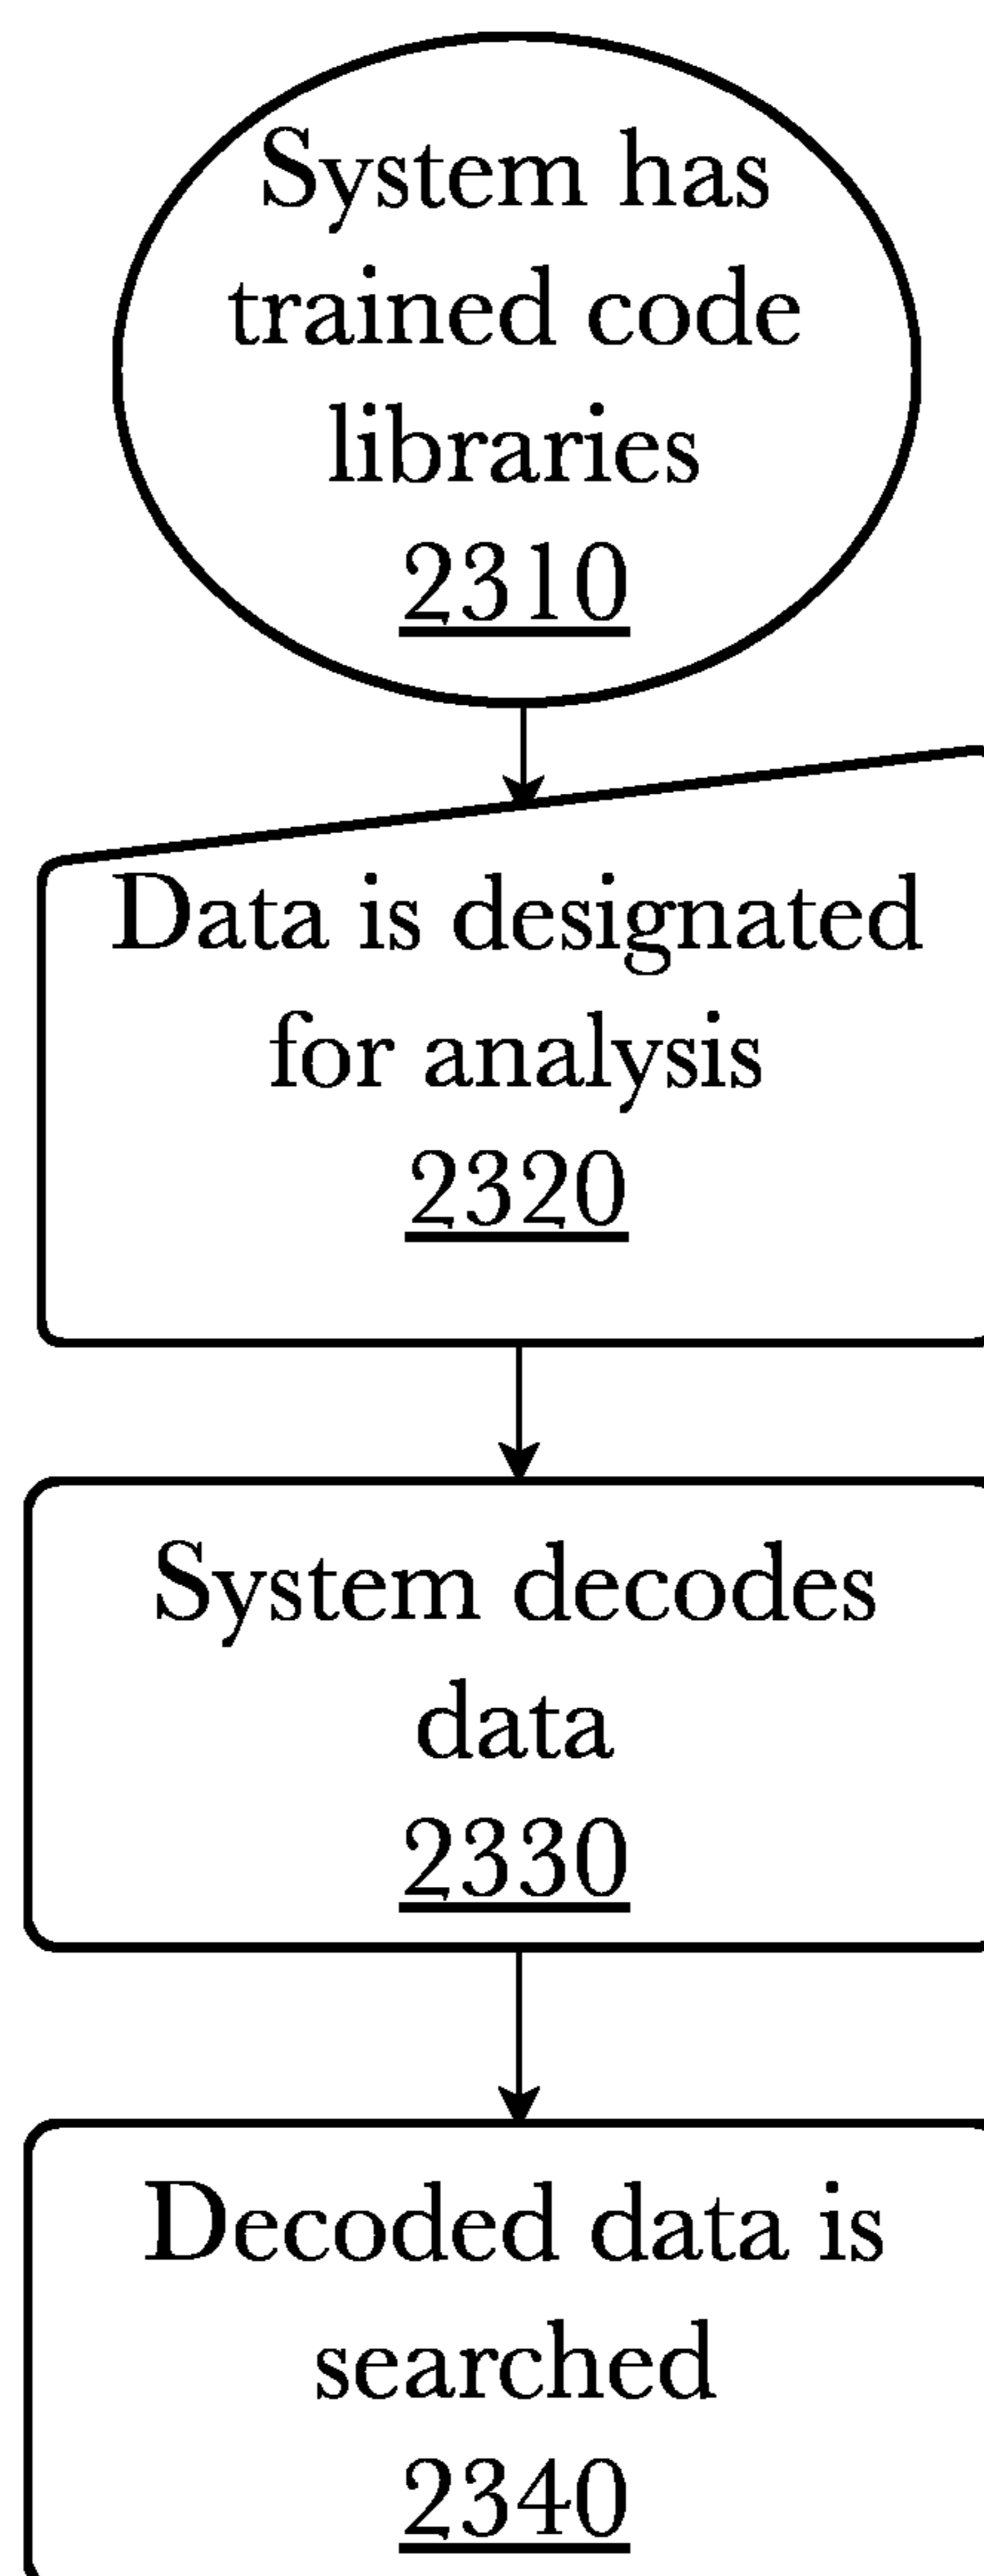 System has
trained code
libraries
2310
Data is designated
for analysis
2320
System decodes
data
2330
Decoded data is
searched
2340